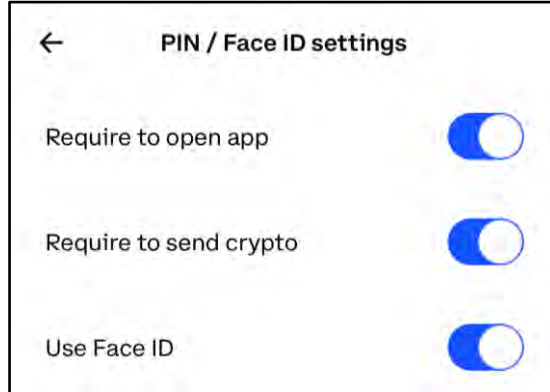 PIN / Face ID settings
Require to open app
Require to send crypto
Use Face ID